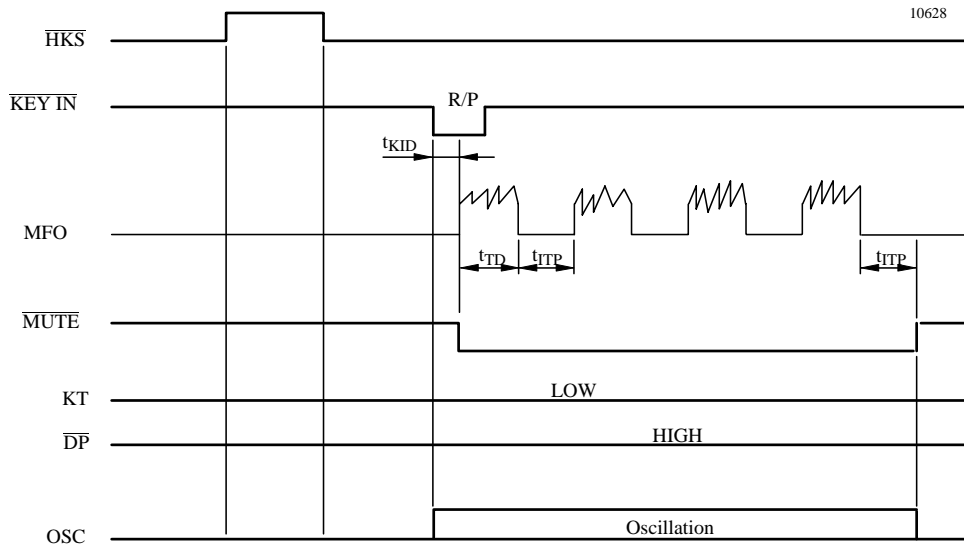 10628
HKS
KEY IN
R/P
tKID
MFO
tTD
tITP
tITP
MUTE
KT
LOW
DP
HIGH
OSC
Oscillation